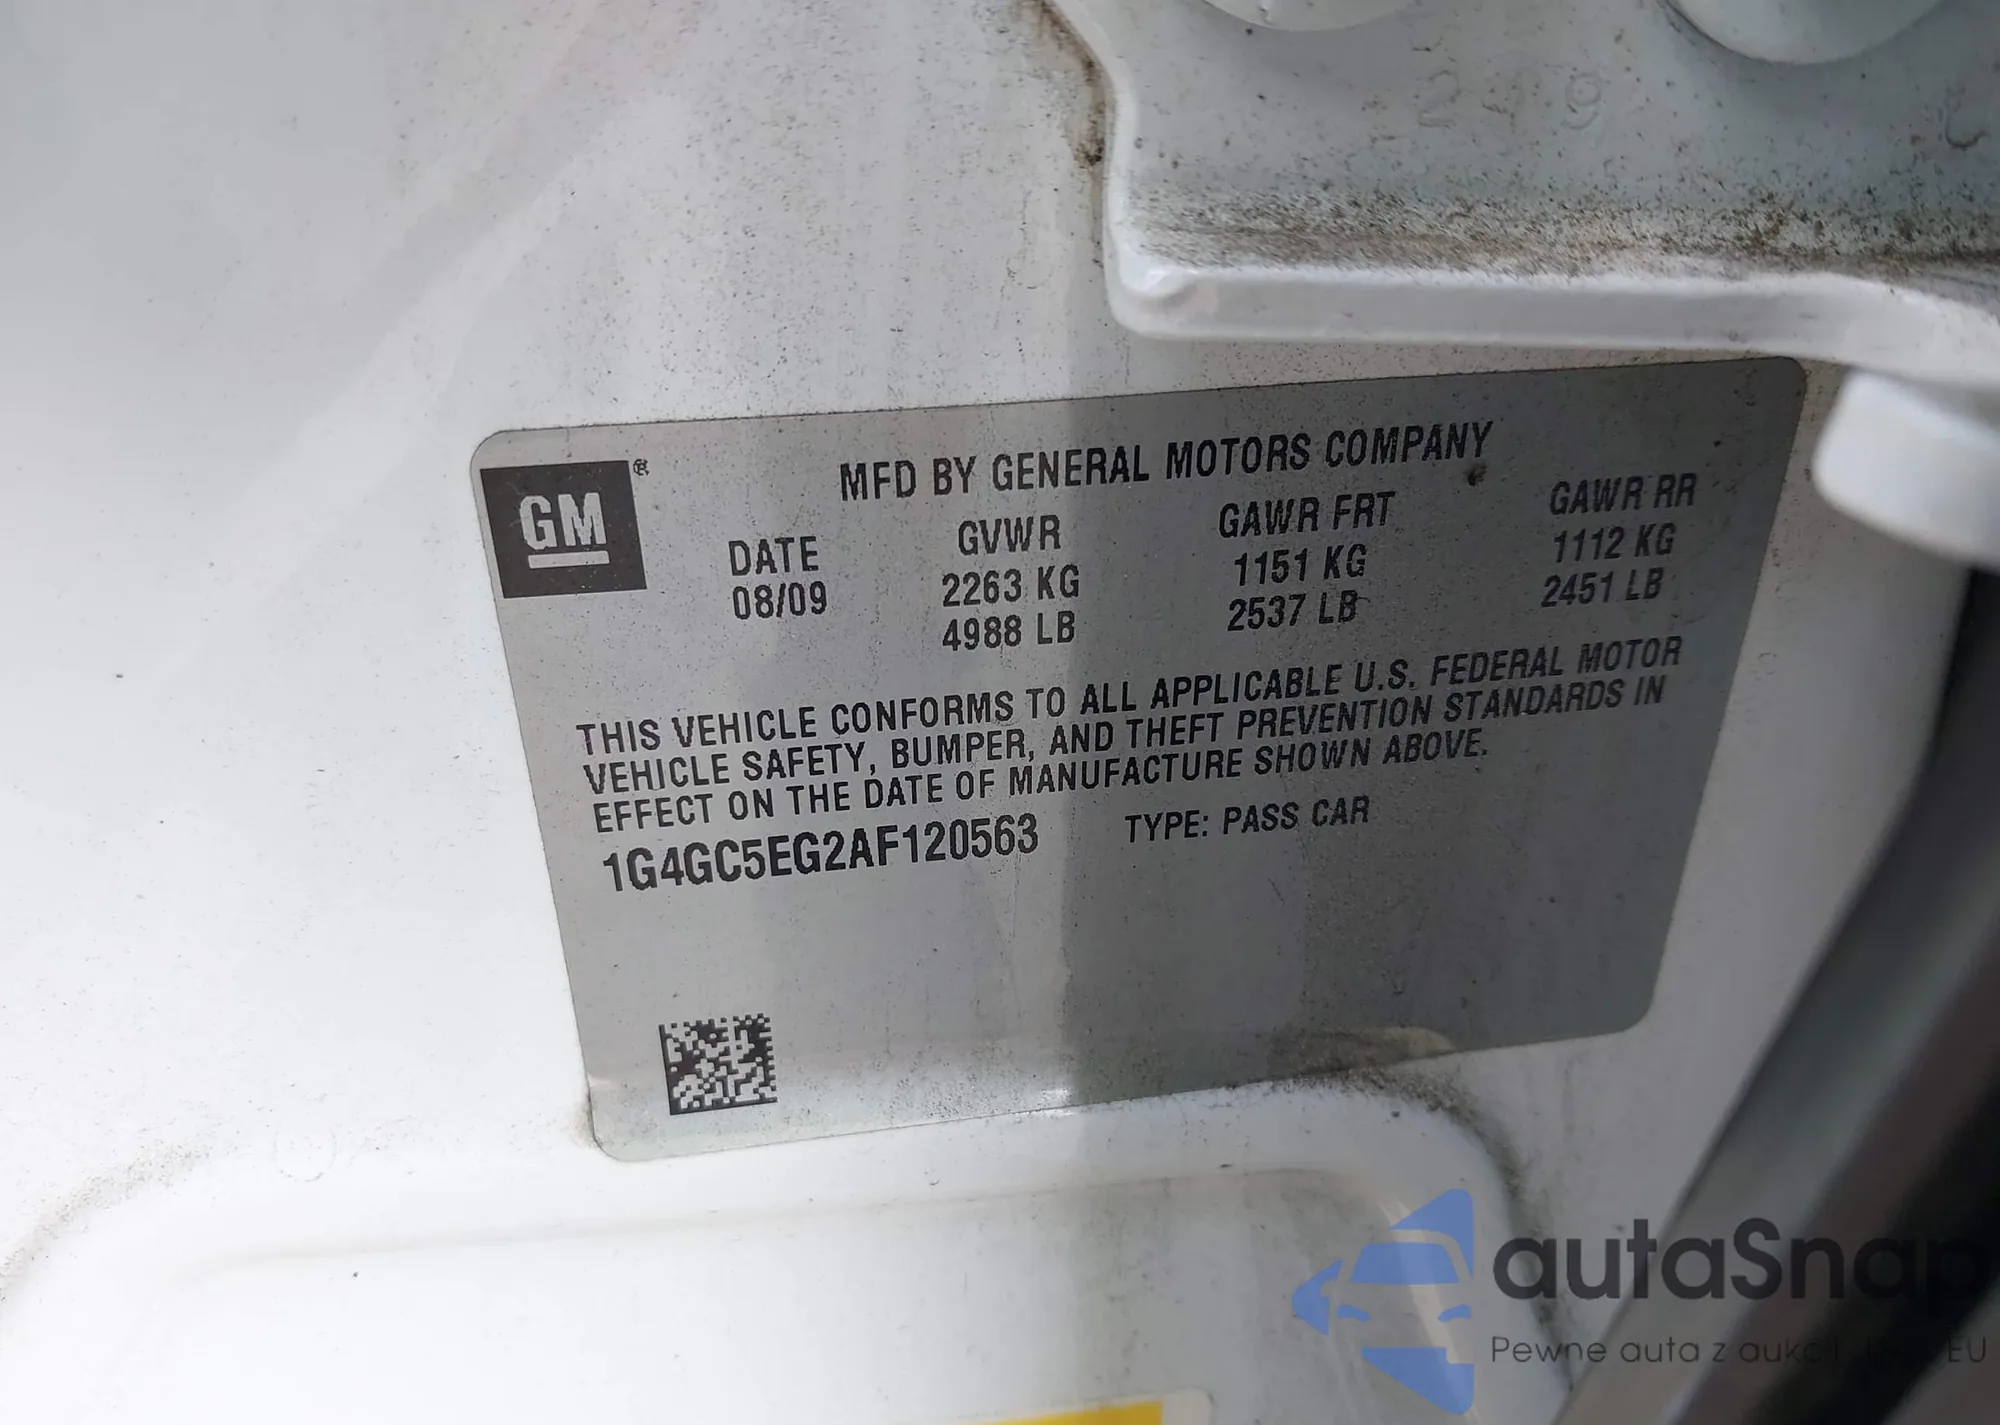 249
GM®
MFD BY GENERAL MOTORS COMPANY
DATE GVWR GAWR FRT GAWR RR
08/09 2263 KG 1151 KG 1112 KG
4988 LB 2537 LB 2451 LB
THIS VEHICLE CONFORMS TO ALL APPLICABLE U.S. FEDERAL MOTOR
VEHICLE SAFETY, BUMPER, AND THEFT PREVENTION STANDARDS IN
EFFECT ON THE DATE OF MANUFACTURE SHOWN ABOVE.
1G4GC5EG2AF120563 TYPE: PASS CAR
autaSnap
Pewne auta z EU